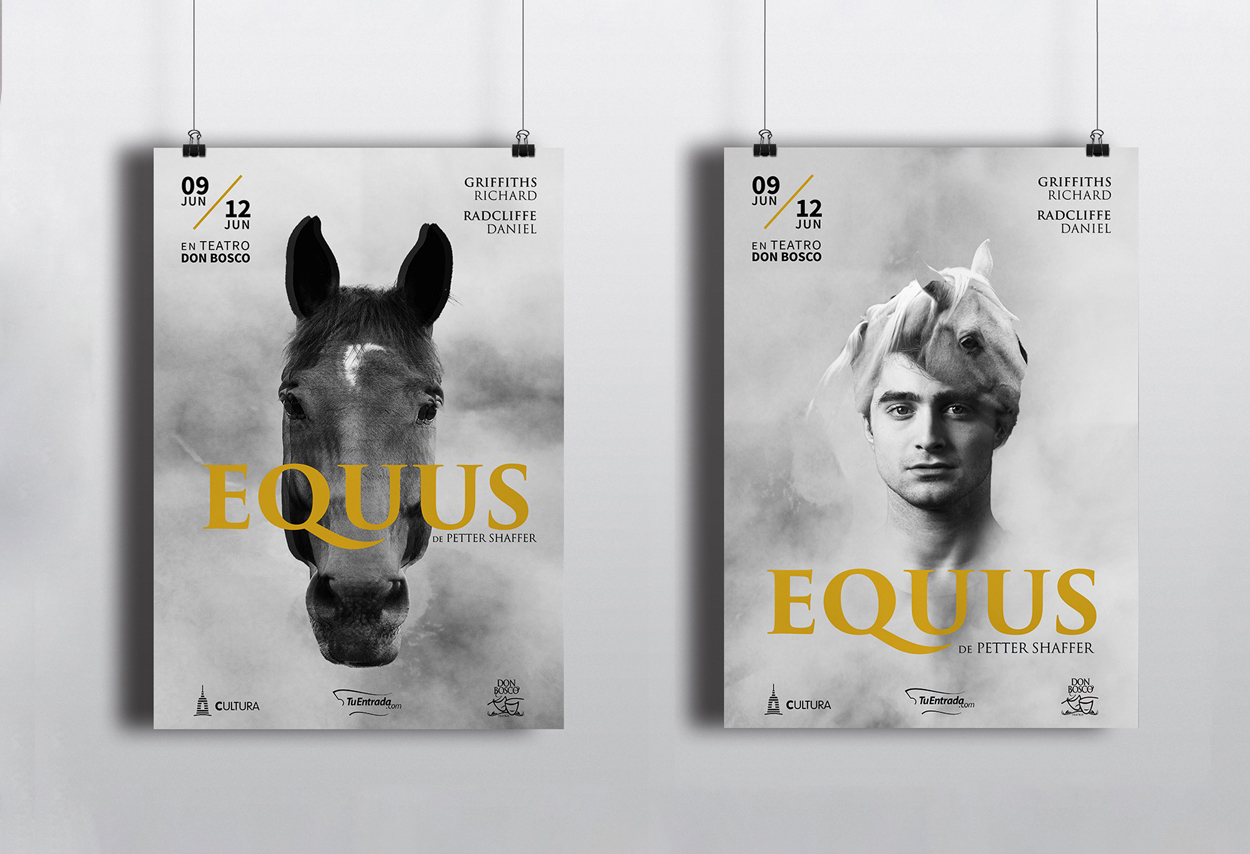 09
JUN
12
JUN
EN TEATRO
DON BOSCO
GRIFFITHS
RICHARD
RADCLIFFE
DANIEL
EQUUS
DE PETTER SHAFFER
CULTURA
TuEntrada.com
DON
BOSCO
09
JUN
12
JUN
EN TEATRO
DON BOSCO
GRIFFITHS
RICHARD
RADCLIFFE
DANIEL
EQUUS
DE PETTER SHAFFER
CULTURA
TuEntrada.com
DON
BOSCO